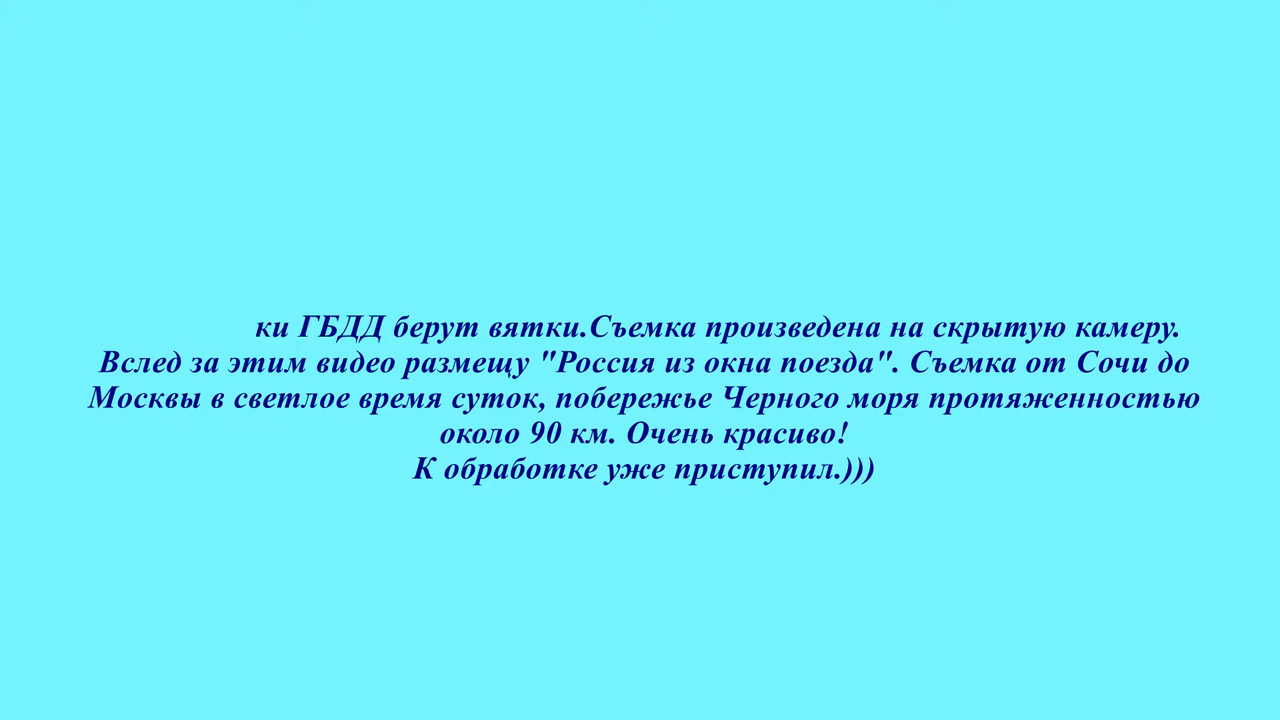 ки ГБДД берут вятки.Съемка произведена на скрытую камеру.
Вслед за этим видео размещу "Россия из окна поезда". Съемка от Сочи до
Москвы в светлое время суток, побережье Черного моря протяженностью
около 90 км. Очень красиво!
К обработке уже приступил.)))